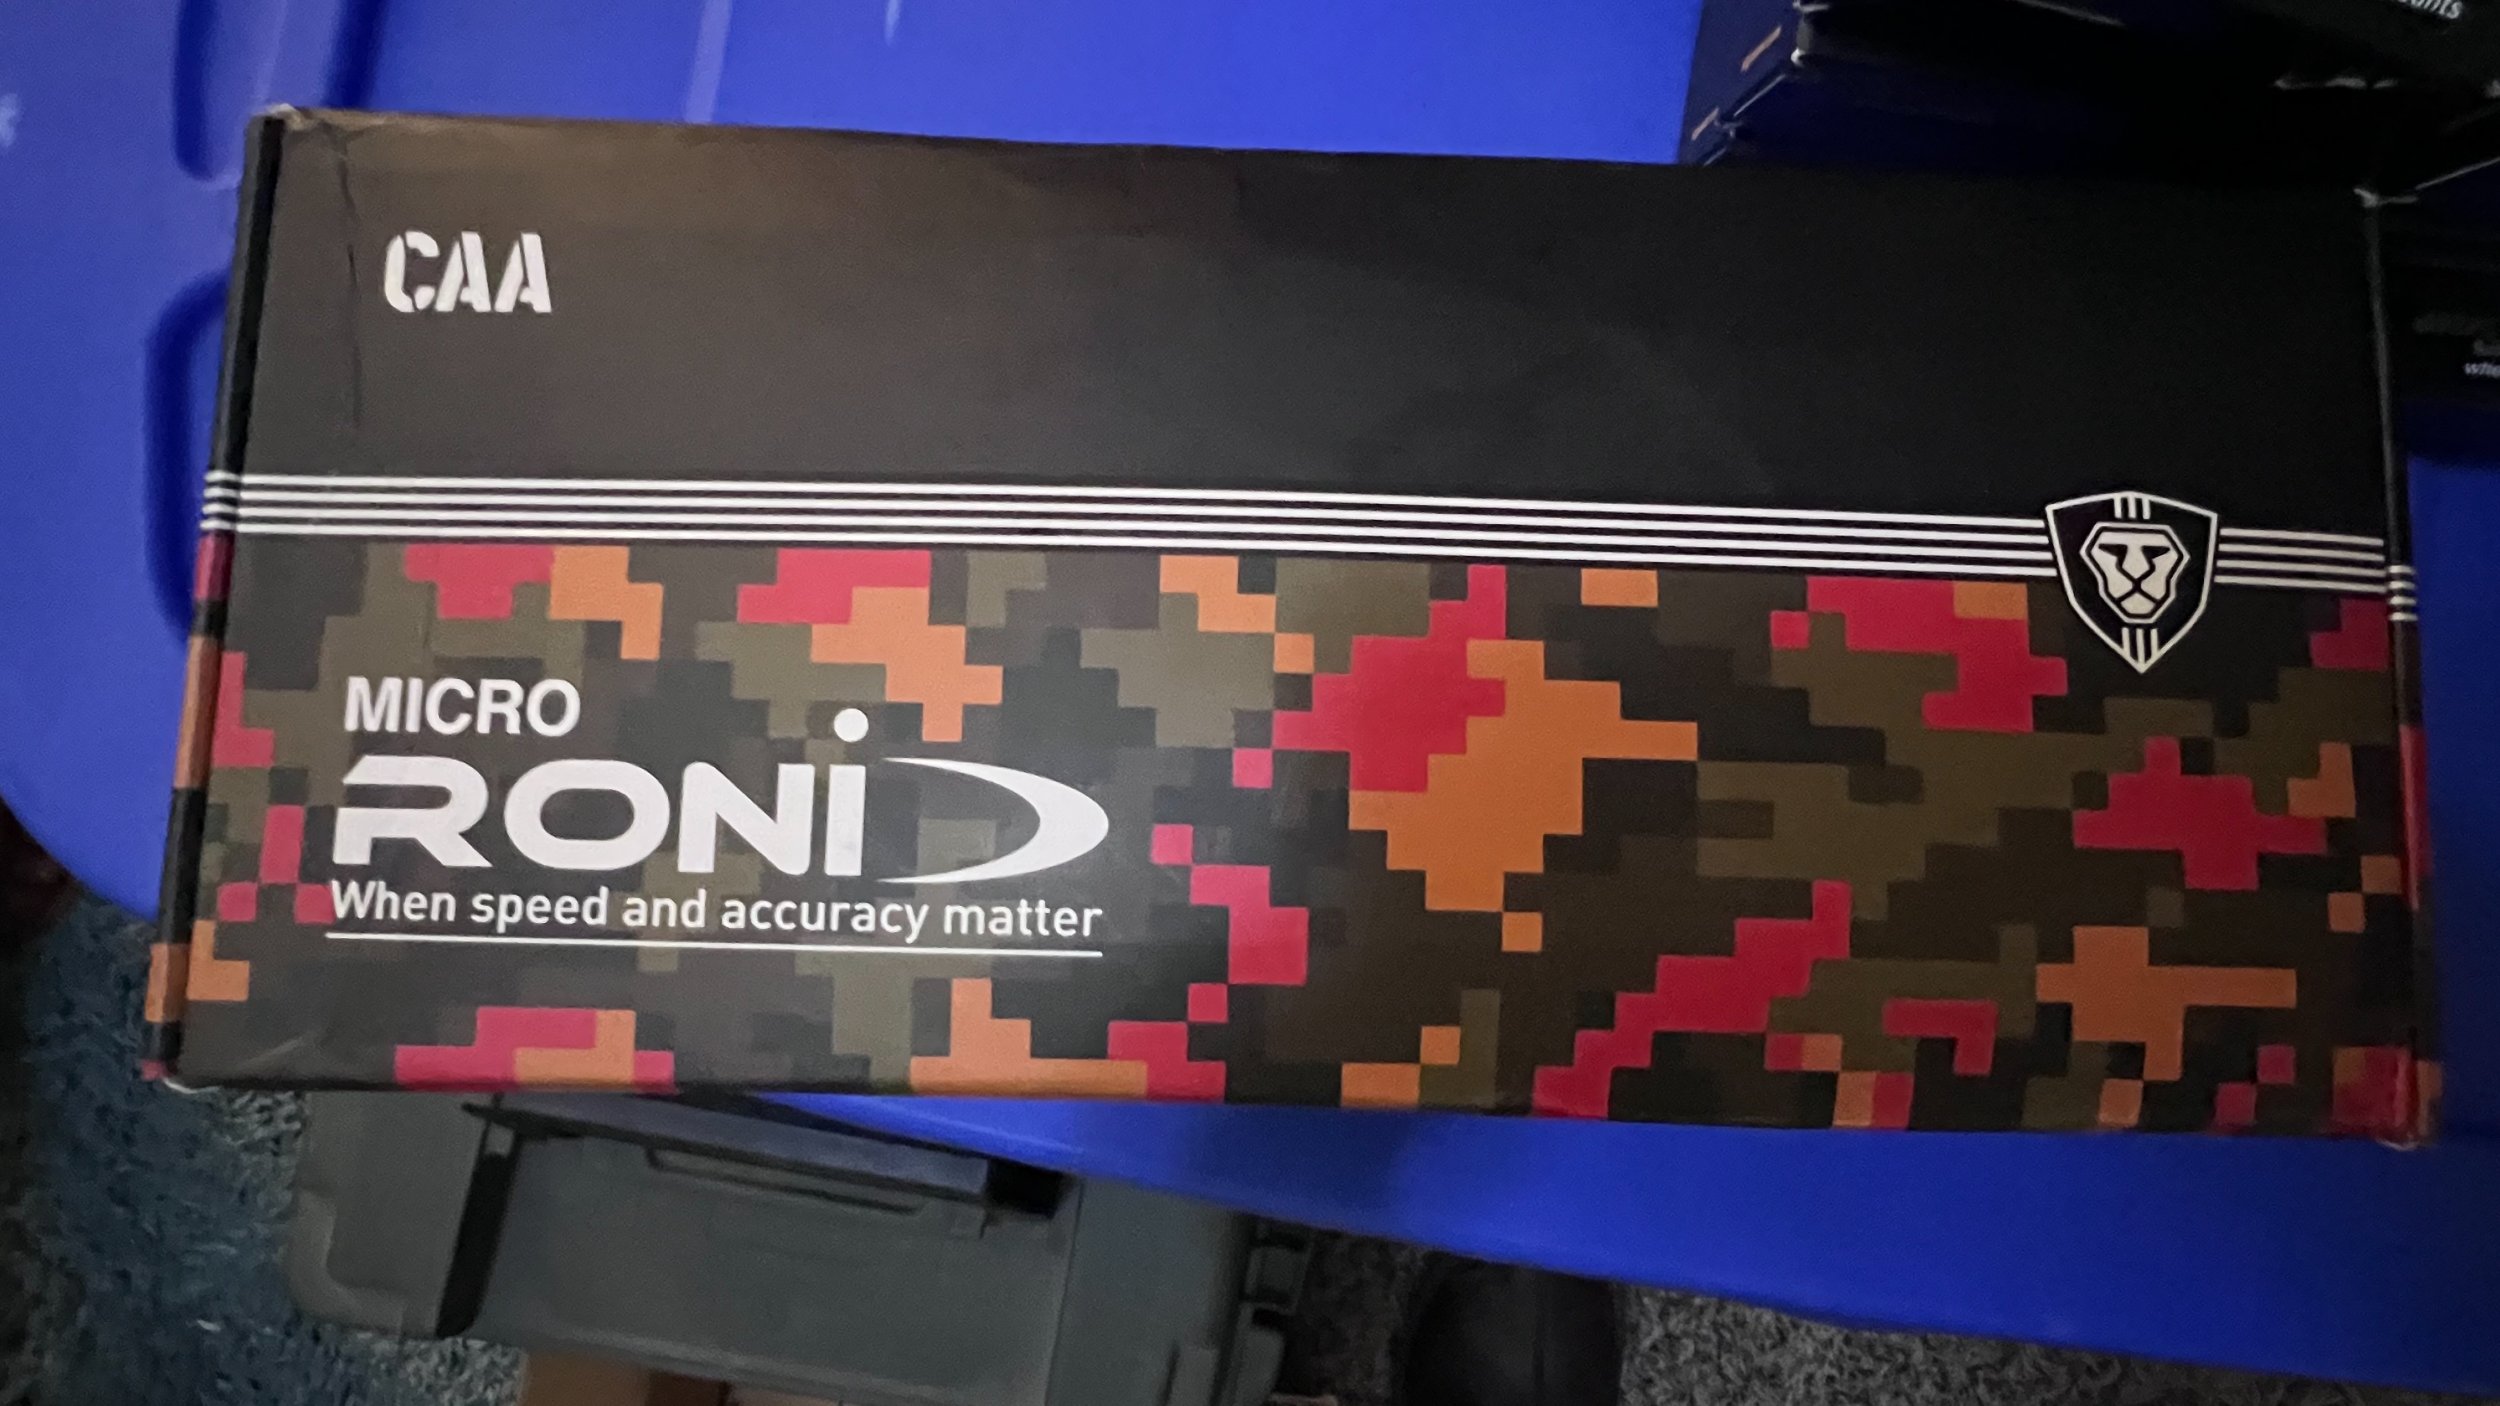 CAA
MICRO
RONI
When speed and accuracy matter